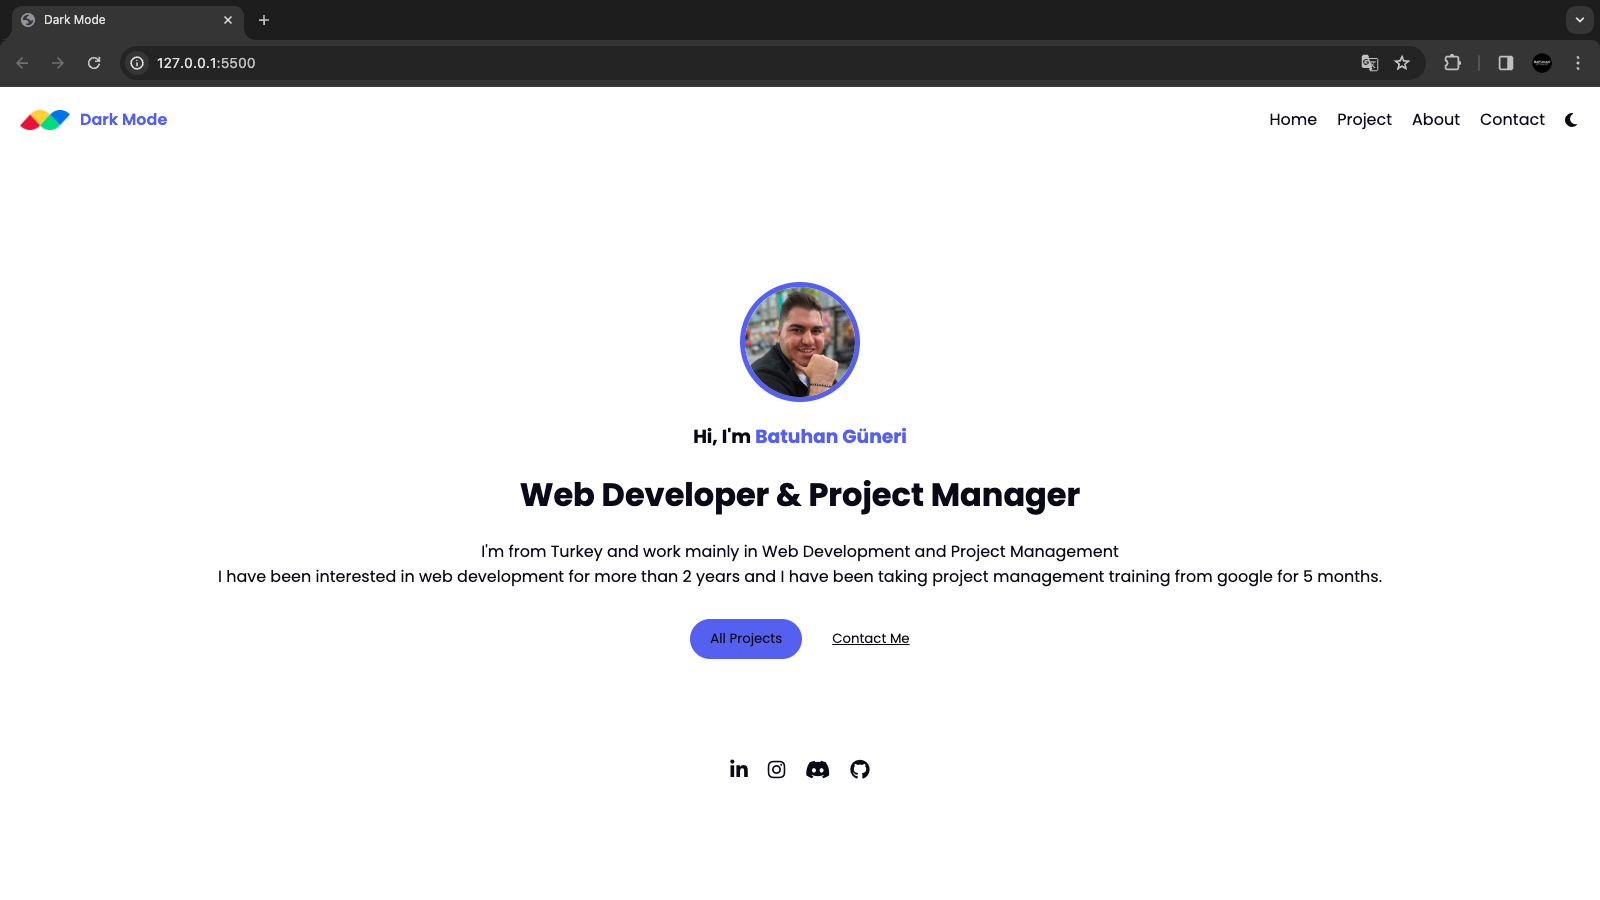 Dark Mode
127.0.0.1:5500
Dark Mode
Home Project About Contact
Hi, I'm Batuhan Güneri
Web Developer & Project Manager
I'm from Turkey and work mainly in Web Development and Project Management
I have been interested in web development for more than 2 years and I have been taking project management training from google for 5 months.
All Projects Contact Me